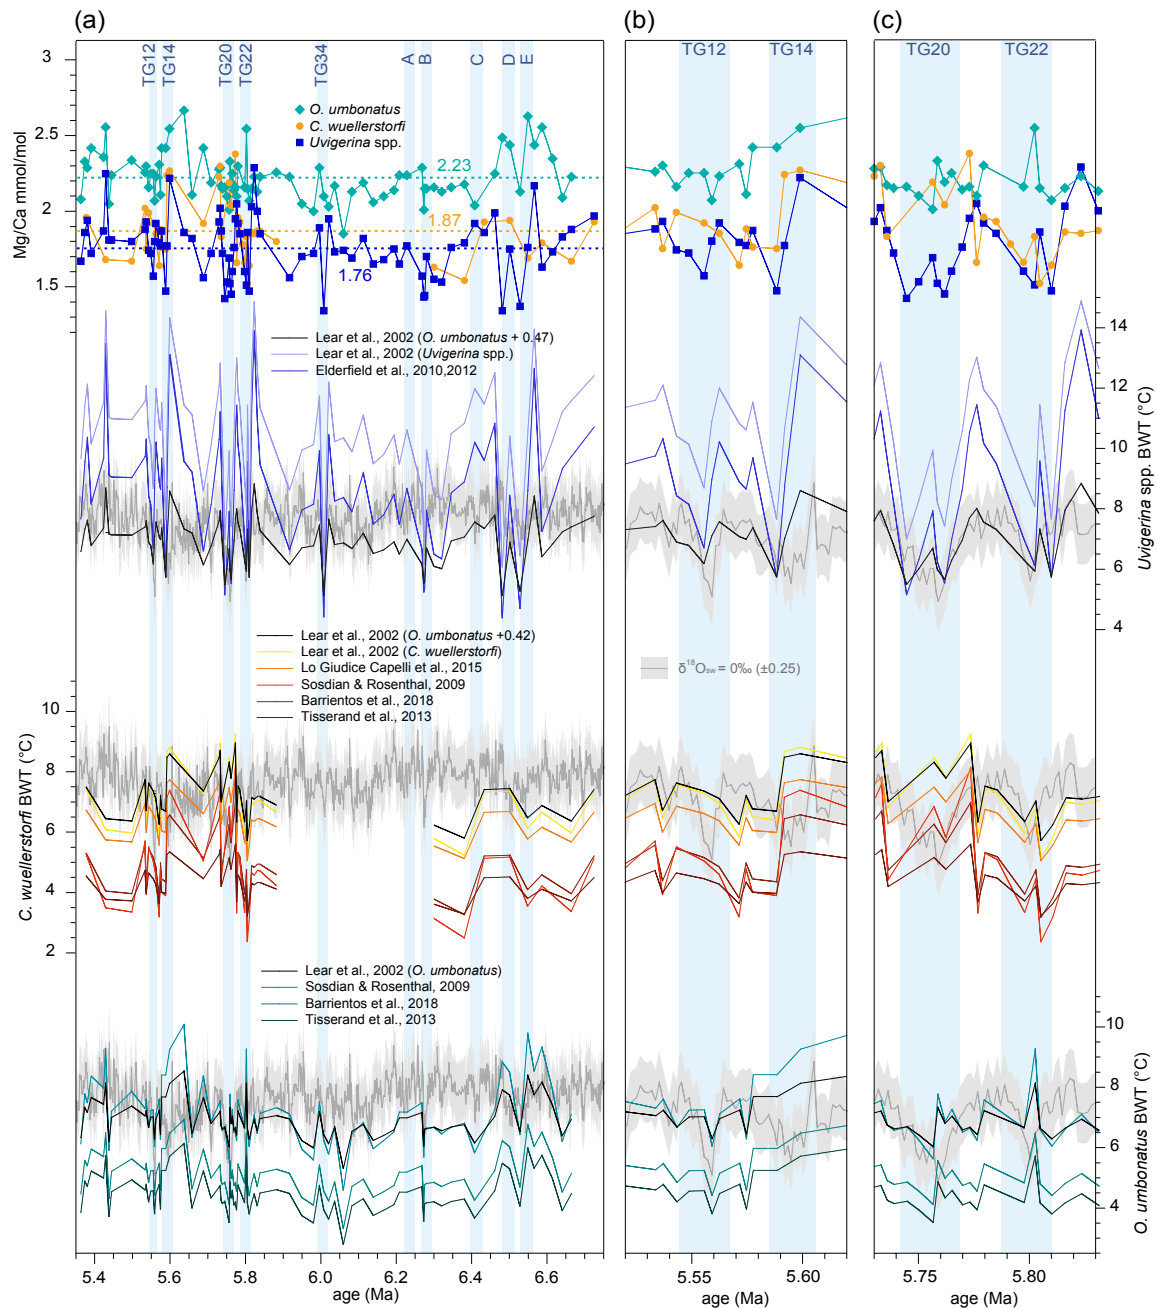 (a)
(b)
(c)
TG12
TG14
TG20
TG22
TG34
A
B
C
D
E
TG12
TG14
TG20
TG22
3
2.5
2
1.5
Mg/Ca mmol/mol
O. umbonatus
C. wuellerstorfi
Uvigerina spp.
2.23
1.87
1.76
Lear et al., 2002 (O. umbonatus + 0.47)
Lear et al., 2002 (Uvigerina spp.)
Elderfield et al., 2010,2012
14
12
10
8
6
4
Uvigerina spp. BWT (°C)
Lear et al., 2002 (O. umbonatus +0.42)
Lear et al., 2002 (C. wuellerstorfi)
Lo Giudice Capelli et al., 2015
Sosdian & Rosenthal, 2009
Barrientos et al., 2018
Tisserand et al., 2013
δ18Osw = 0‰ (±0.25)
10
8
6
4
2
C. wuellerstorfi BWT (°C)
Lear et al., 2002 (O. umbonatus)
Sosdian & Rosenthal, 2009
Barrientos et al., 2018
Tisserand et al., 2013
10
8
6
4
O. umbonatus BWT (°C)
5.4
5.6
5.8
6.0
6.2
6.4
6.6
5.55
5.60
5.75
5.80
age (Ma)
age (Ma)
age (Ma)